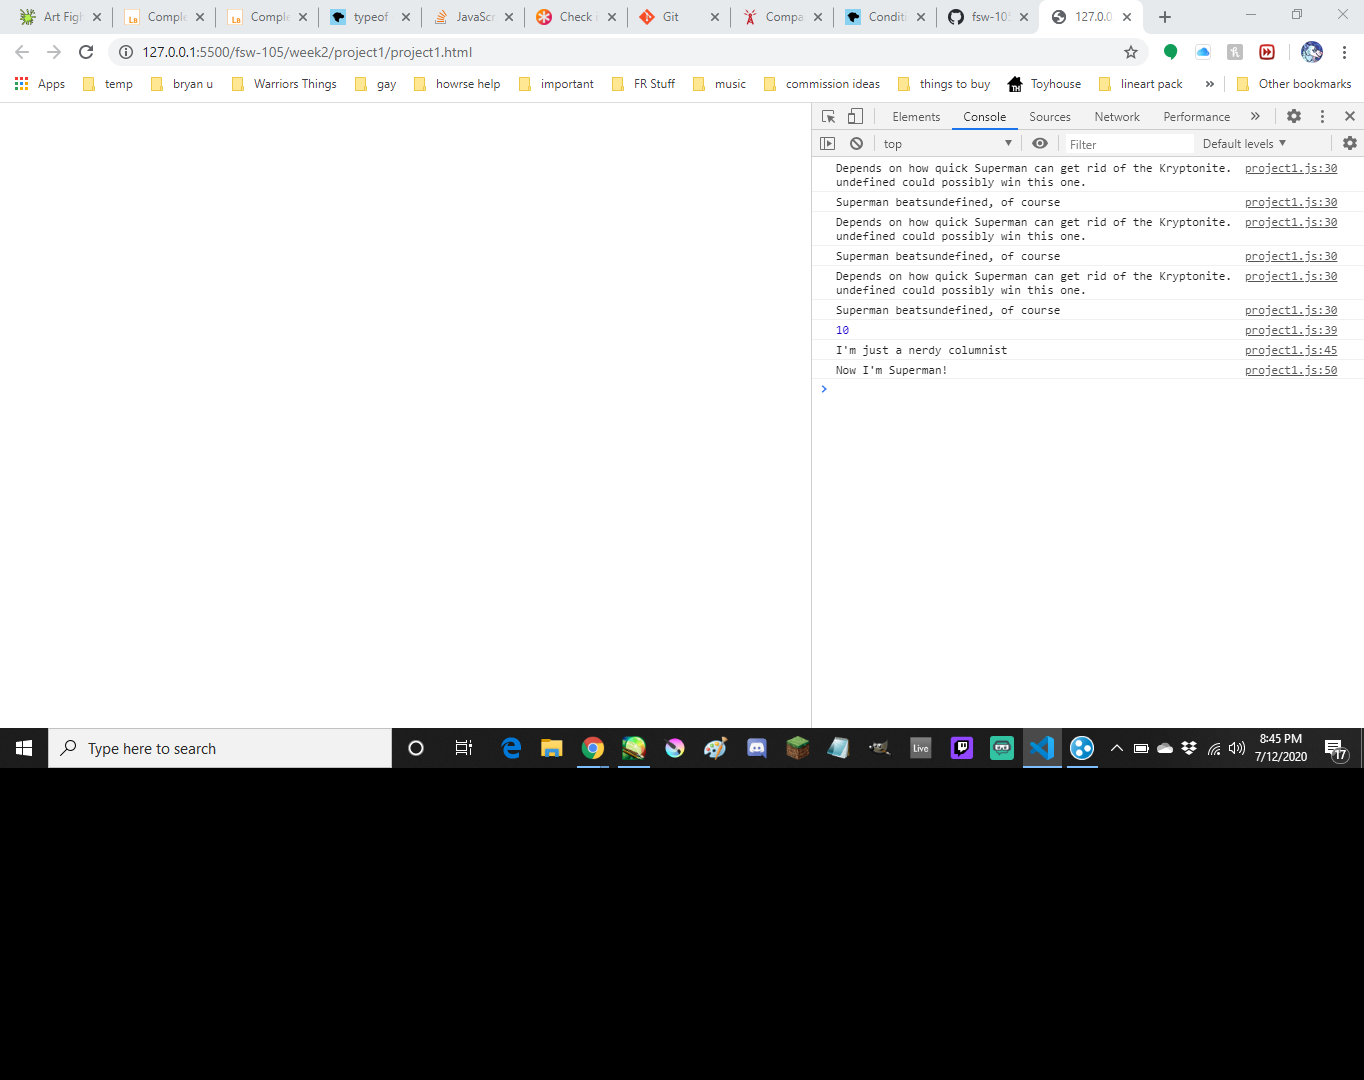 Art Figh
Comple
Comple
typeof
JavaScr
Check i
Git
Compa
Conditi
fsw-105
127.0.0
127.0.0.1:5500/fsw-105/week2/project1/project1.html
Apps temp bryan u Warriors Things gay howrse help important FR Stuff music commission ideas things to buy Toyhouse lineart pack » Other bookmarks
Elements Console Sources Network Performance »
top Filter Default levels
Depends on how quick Superman can get rid of the Kryptonite. project1.js:30
undefined could possibly win this one.
Superman beatsundefined, of course project1.js:30
Depends on how quick Superman can get rid of the Kryptonite. project1.js:30
undefined could possibly win this one.
Superman beatsundefined, of course project1.js:30
Depends on how quick Superman can get rid of the Kryptonite. project1.js:30
undefined could possibly win this one.
Superman beatsundefined, of course project1.js:30
10 project1.js:39
I'm just a nerdy columnist project1.js:45
Now I'm Superman! project1.js:50
Type here to search
Live
8:45 PM
7/12/2020
17